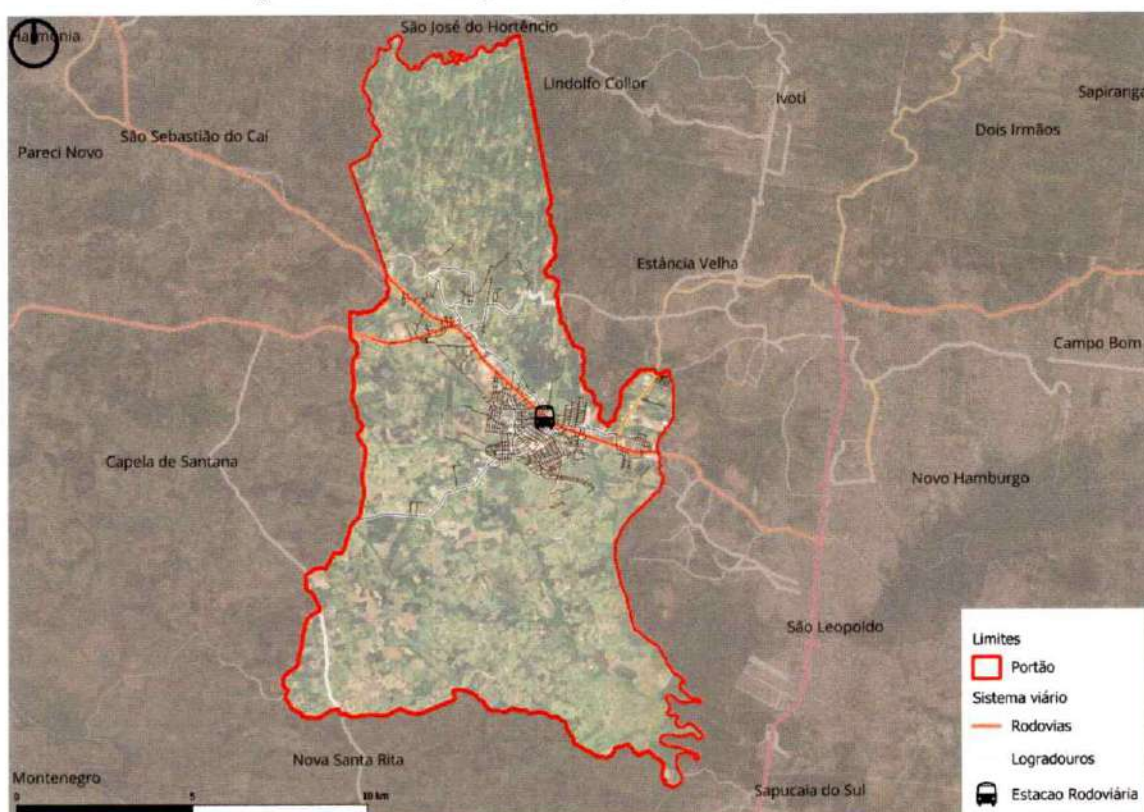 São José do Hortêncio
Harmonia
Lindolfo Collor
Ivoti
Sapiranga
Dois Irmãos
São Sebastião do Caí
Pareci Novo
Estância Velha
Campo Bom
Capela de Santana
Novo Hamburgo
São Leopoldo
Nova Santa Rita
Montenegro
Sapucaia do Sul
0 5 10 km
Limites
Portão
Sistema viário
Rodovias
Logradouros
Estacao Rodoviária